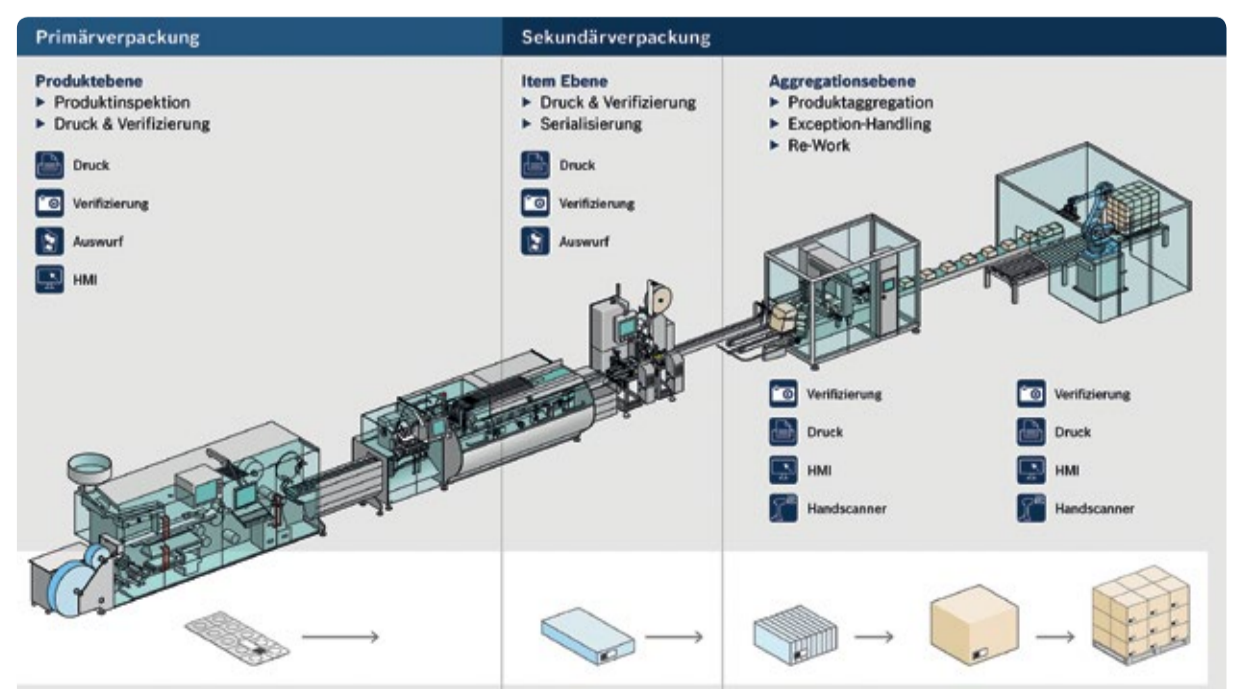 Primärverpackung
Sekundärverpackung
Produktebene
▶ Produktinspektion
▶ Druck & Verifizierung
Druck
Verifizierung
Auswurf
HMI
Item Ebene
▶ Druck & Verifizierung
▶ Serialisierung
Druck
Verifizierung
Auswurf
Aggregationsebene
▶ Produktaggregation
▶ Exception-Handling
▶ Re-Work
Verifizierung
Druck
HMI
Handscanner
Verifizierung
Druck
HMI
Handscanner